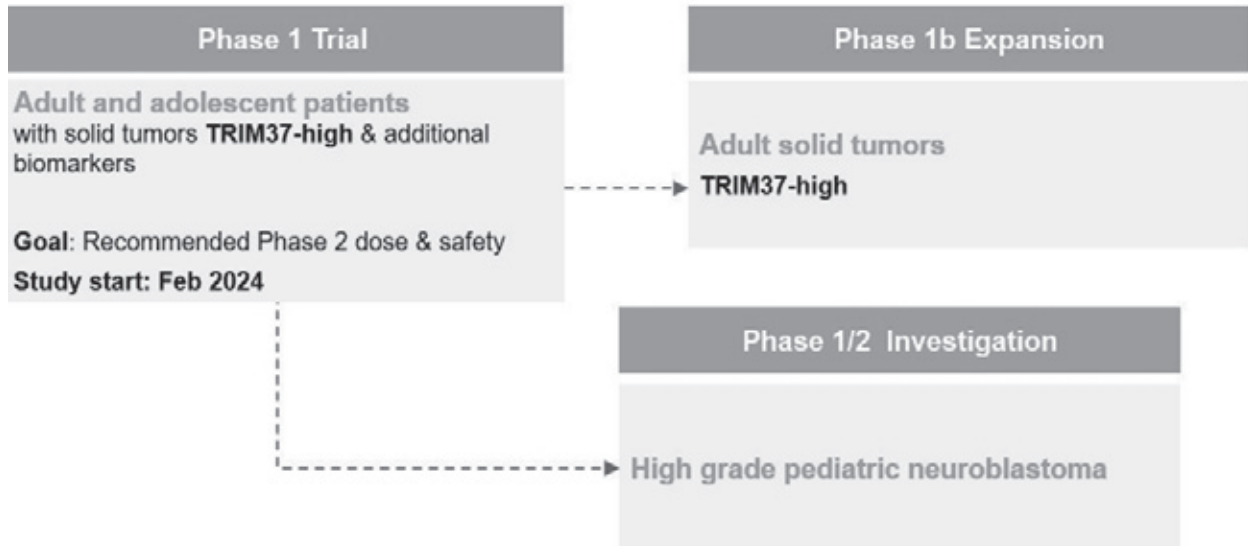 Phase 1 Trial
Adult and adolescent patients
with solid tumors TRIM37-high & additional
biomarkers
Goal: Recommended Phase 2 dose & safety
Study start: Feb 2024
Phase 1b Expansion
Adult solid tumors
TRIM37-high
Phase 1/2 Investigation
High grade pediatric neuroblastoma